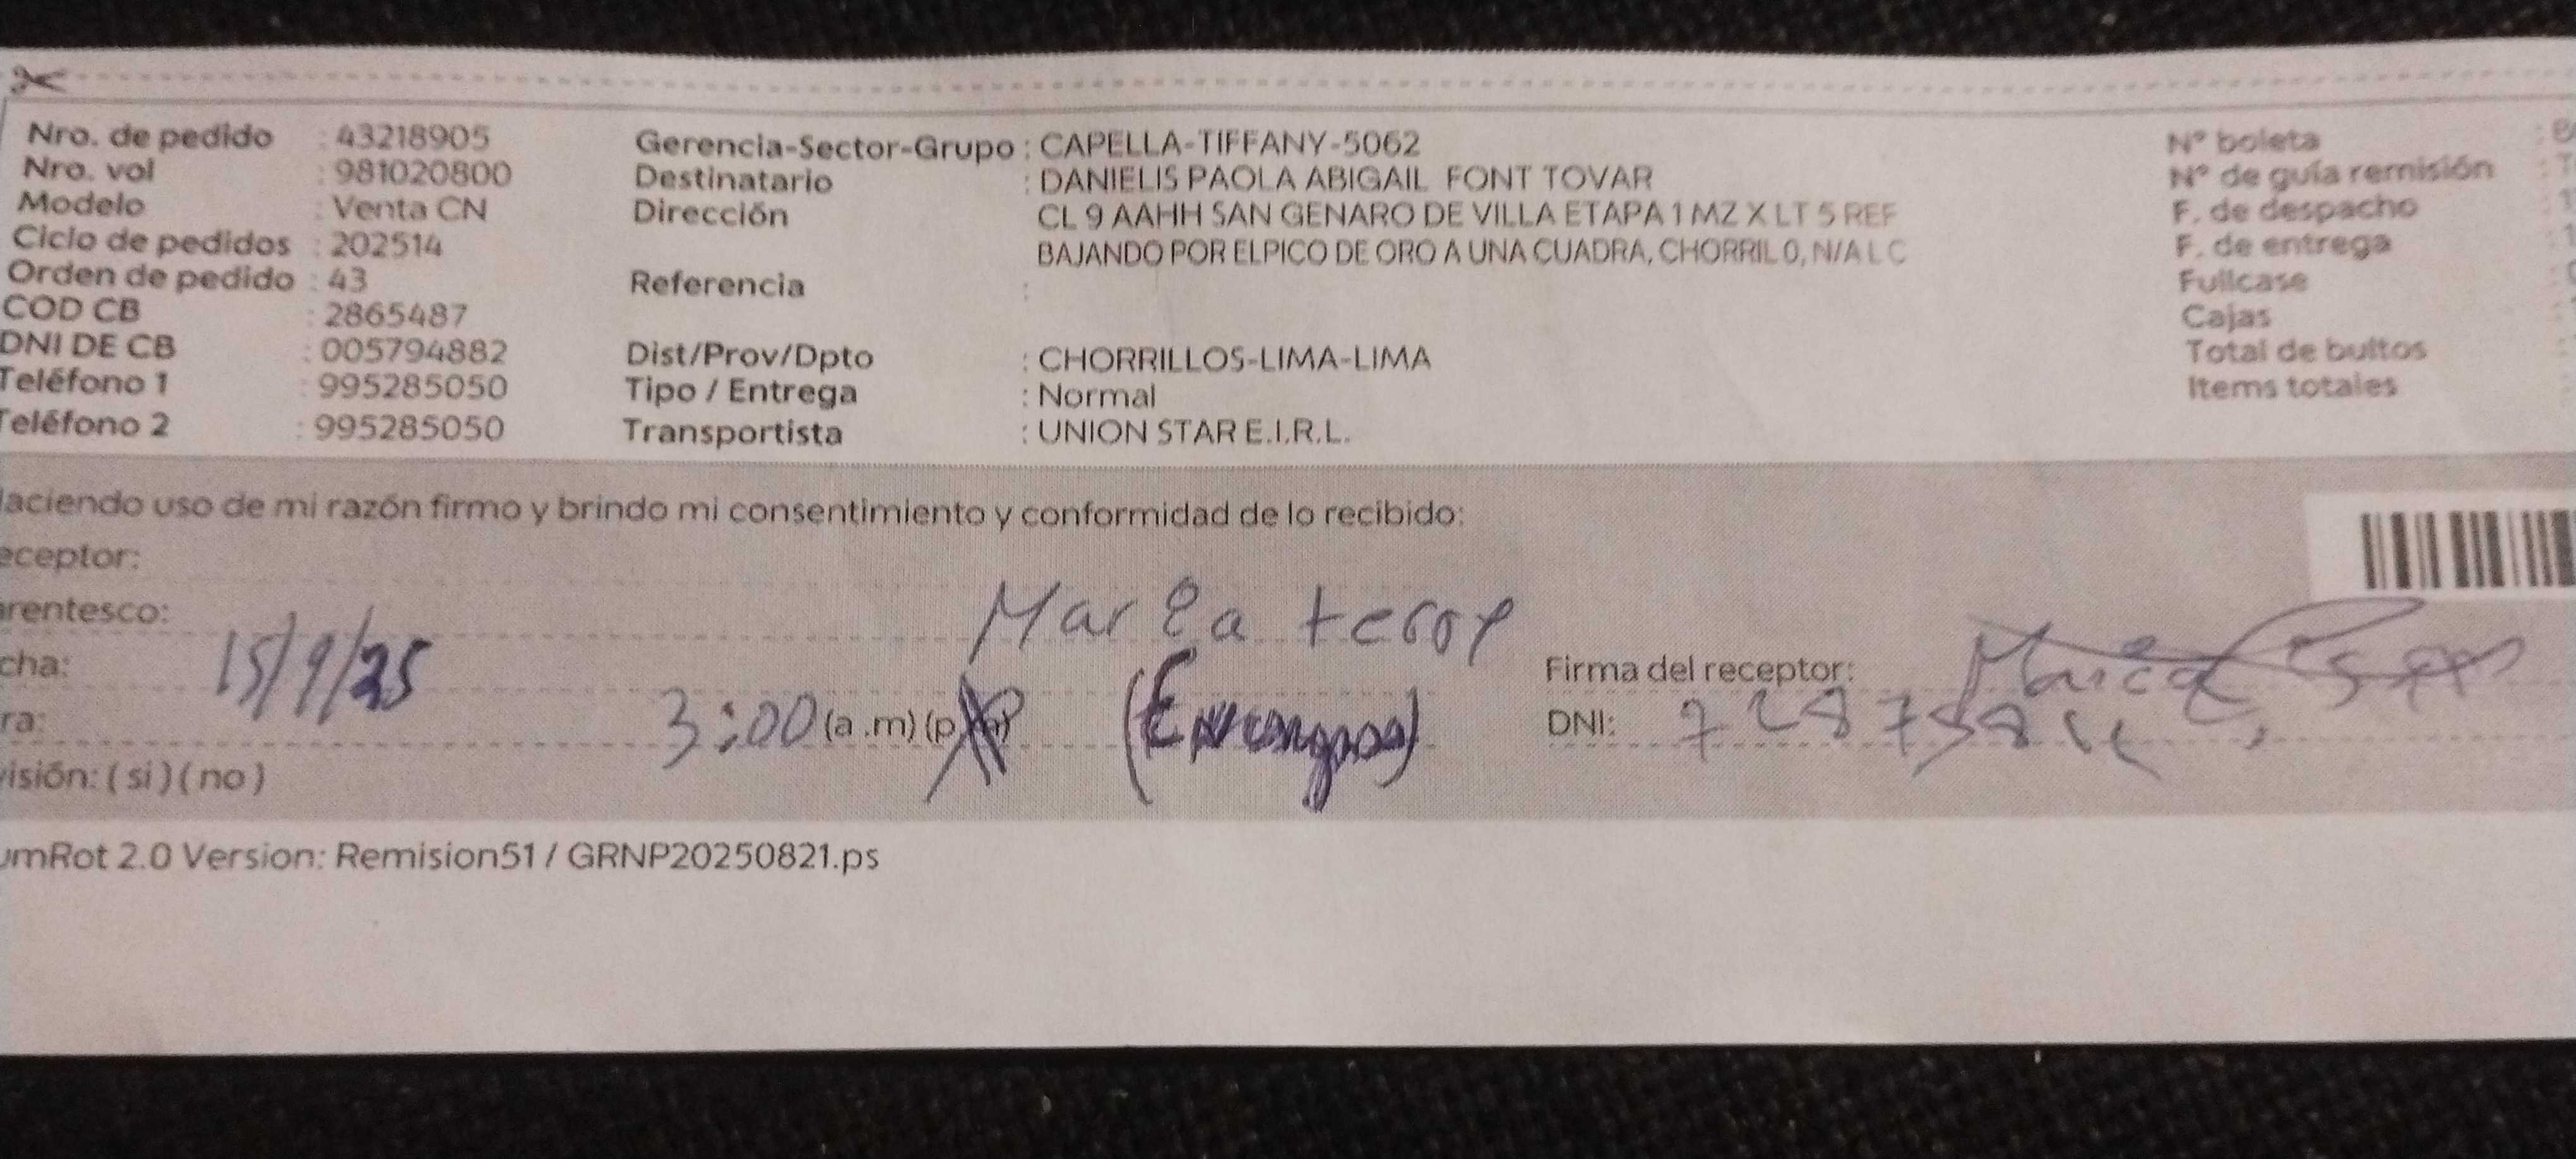 Nro. de pedido : 43218905 Gerencia-Sector-Grupo : CAPELLA-TIFFANY-5062 N° boleta :
Nro. vol : 981020800 Destinatario : DANIELIS PAOLA ABIGAIL FONT TOVAR N° de guía remisión :
Modelo : Venta CN Dirección CL 9 AAHH SAN GENARO DE VILLA ETAPA 1 MZ X LT 5 REF F. de despacho :
Ciclo de pedidos : 202514 BAJANDO POR ELPICO DE ORO A UNA CUADRA, CHORRIL O, N/A L C F. de entrega :
Orden de pedido : 43 Referencia : Fullcase
COD CB : 2865487 Cajas
DNI DE CB : 005794882 Dist/Prov/Dpto : CHORRILLOS-LIMA-LIMA Total de bultos
Teléfono 1 : 995285050 Tipo / Entrega : Normal Items totales
Teléfono 2 : 995285050 Transportista : UNION STAR E.I.R.L.
aciendo uso de mi razón firmo y brindo mi consentimiento y conformidad de lo recibido:
eceptor:
arentesco: Maria
cha: 15/9/25 Firma del receptor:
ra: 3:00 (a .m) (p DNI:
visión: ( si ) ( no )
umRot 2.0 Version: Remision51 / GRNP20250821.ps